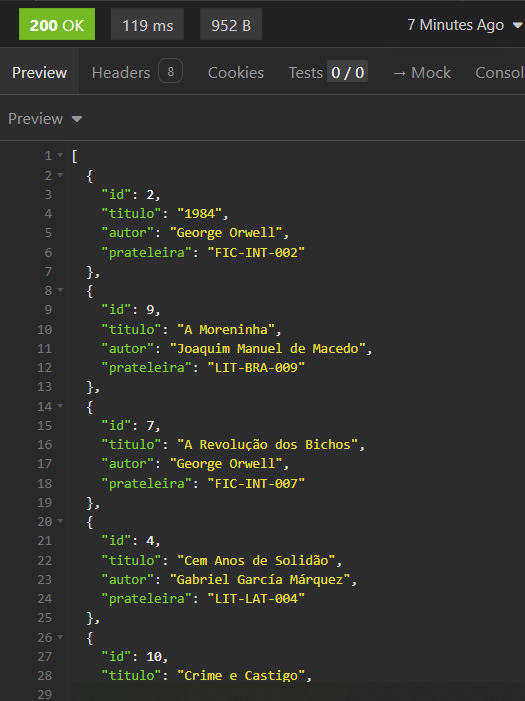 200 OK 119 ms 952 B 7 Minutes Ago
Preview Headers 8 Cookies Tests 0 / 0 → Mock Consol
Preview
1 [
2 {
3 "id": 2,
4 "titulo": "1984",
5 "autor": "George Orwell",
6 "prateleira": "FIC-INT-002"
7 },
8 {
9 "id": 9,
10 "titulo": "A Moreninha",
11 "autor": "Joaquim Manuel de Macedo",
12 "prateleira": "LIT-BRA-009"
13 },
14 {
15 "id": 7,
16 "titulo": "A Revolução dos Bichos",
17 "autor": "George Orwell",
18 "prateleira": "FIC-INT-007"
19 },
20 {
21 "id": 4,
22 "titulo": "Cem Anos de Solidão",
23 "autor": "Gabriel García Márquez",
24 "prateleira": "LIT-LAT-004"
25 },
26 {
27 "id": 10,
28 "titulo": "Crime e Castigo",
29